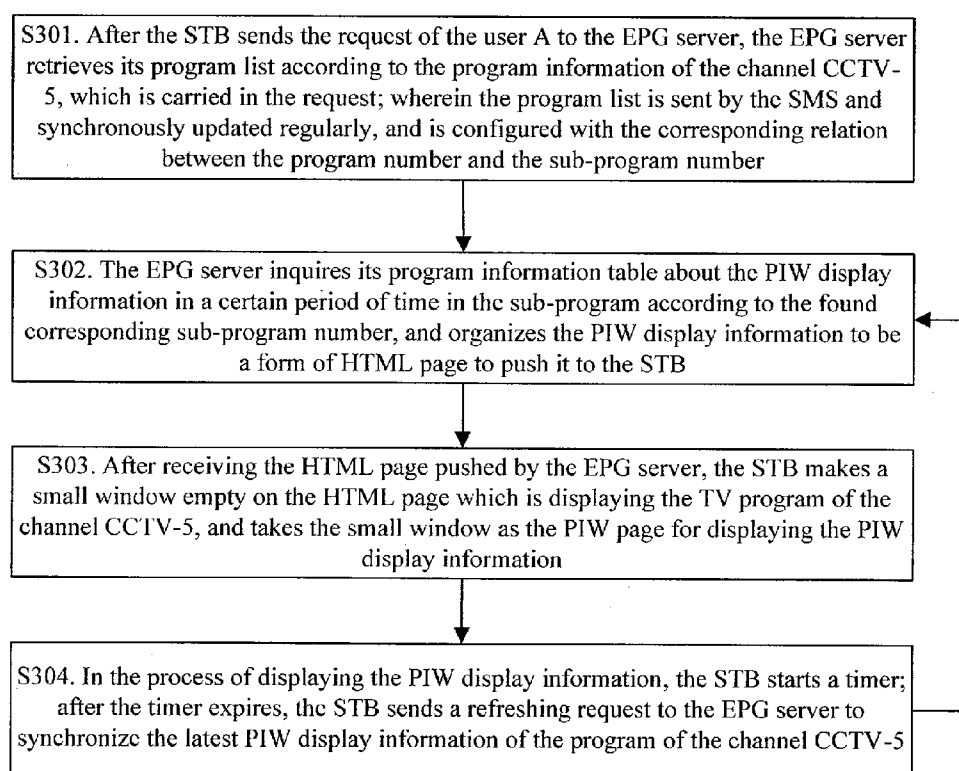 S301. After the STB sends the request of the user A to the EPG server, the EPG server
retrieves its program list according to the program information of the channel CCTV-
5, which is carried in the request; wherein the program list is sent by the SMS and
synchronously updated regularly, and is configured with the corresponding relation
between the program number and the sub-program number
S302. The EPG server inquires its program information table about the PIW display
information in a certain period of time in the sub-program according to the found
corresponding sub-program number, and organizes the PIW display information to be
a form of HTML page to push it to the STB
S303. After receiving the HTML page pushed by the EPG server, the STB makes a
small window empty on the HTML page which is displaying the TV program of the
channel CCTV-5, and takes the small window as the PIW page for displaying the PIW
display information
S304. In the process of displaying the PIW display information, the STB starts a timer;
after the timer expires, the STB sends a refreshing request to the EPG server to
synchronize the latest PIW display information of the program of the channel CCTV-5